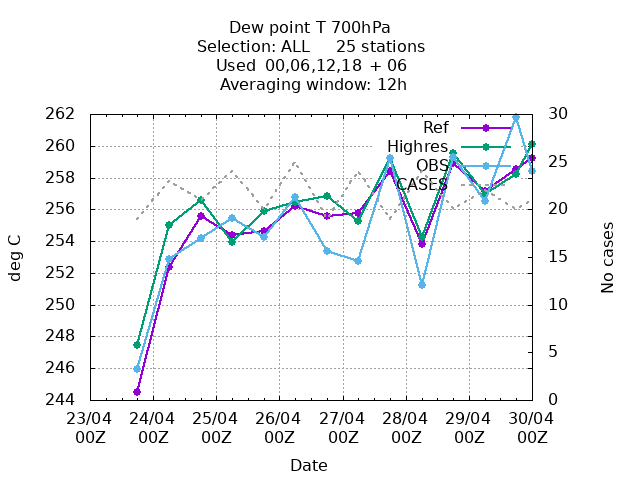 Dew point T 700hPa
Selection: ALL 25 stations
Used 00,06,12,18 + 06
Averaging window: 12h
262
260
258
256
254
252
250
248
246
244
30
25
20
15
10
5
0
Ref
Highres
OBS
CASES
deg C
No cases
23/04 24/04 25/04 26/04 27/04 28/04 29/04 30/04
00Z 00Z 00Z 00Z 00Z 00Z 00Z 00Z
Date